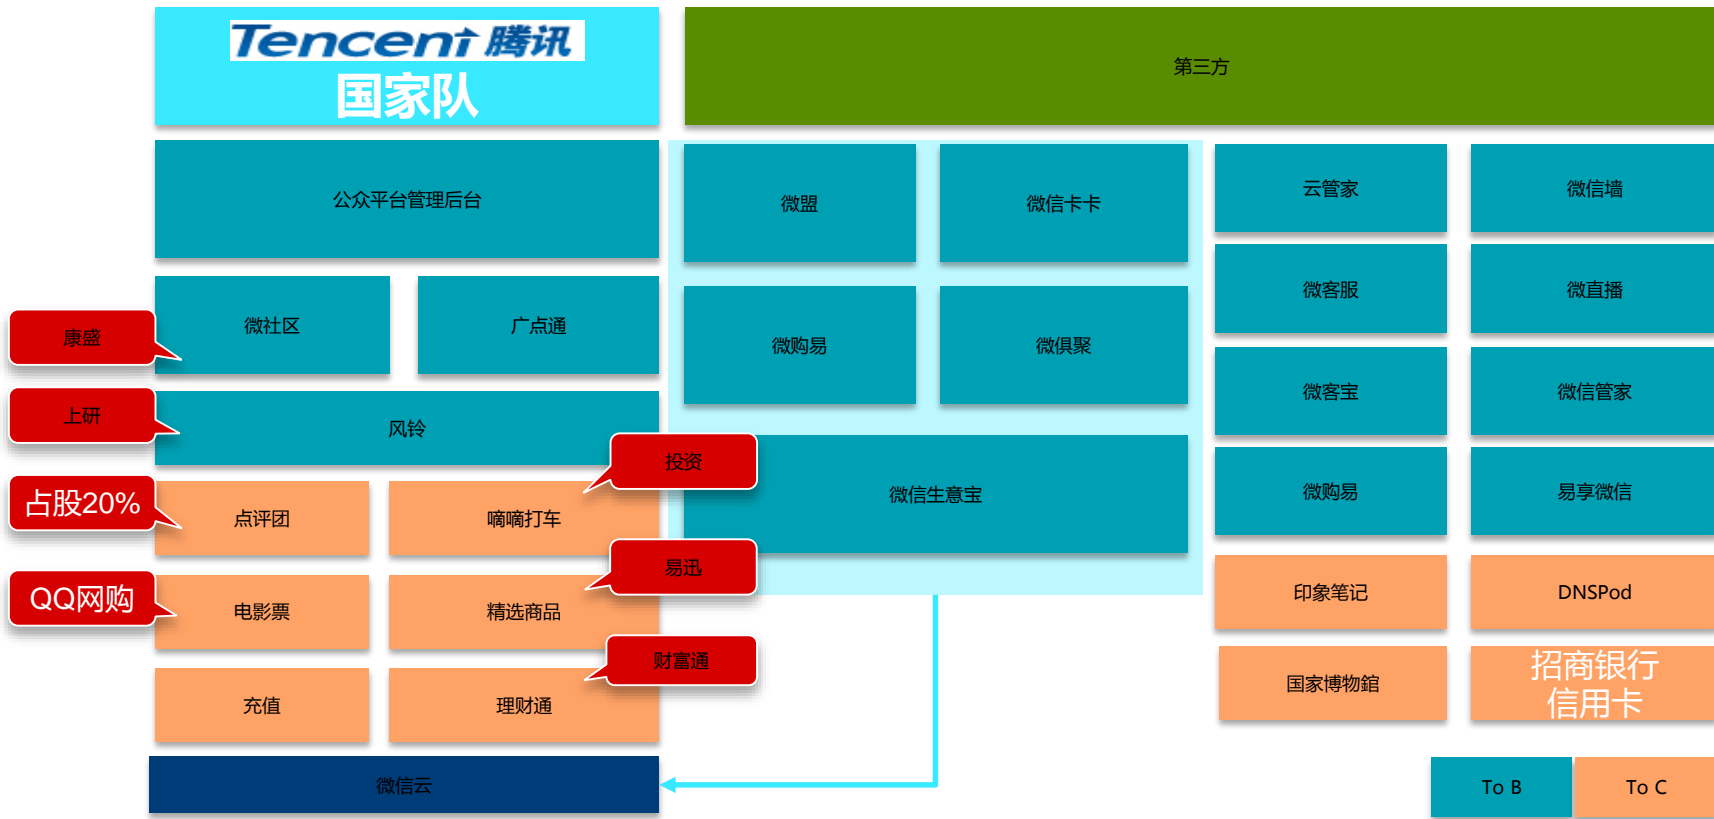 Tencent 腾讯
国家队
第三方
公众平台管理后台
微盟
微信卡卡
云管家
微信墙
微社区
广点通
康盛
微购易
微俱聚
微客服
微直播
上研
风铃
微客宝
微信管家
投资
占股20%
点评团
嘀嘀打车
微信生意宝
微购易
易享微信
易迅
QQ网购
电影票
精选商品
印象笔记
DNSPod
财富通
充值
理财通
国家博物館
招商银行
信用卡
微信云
To B
To C